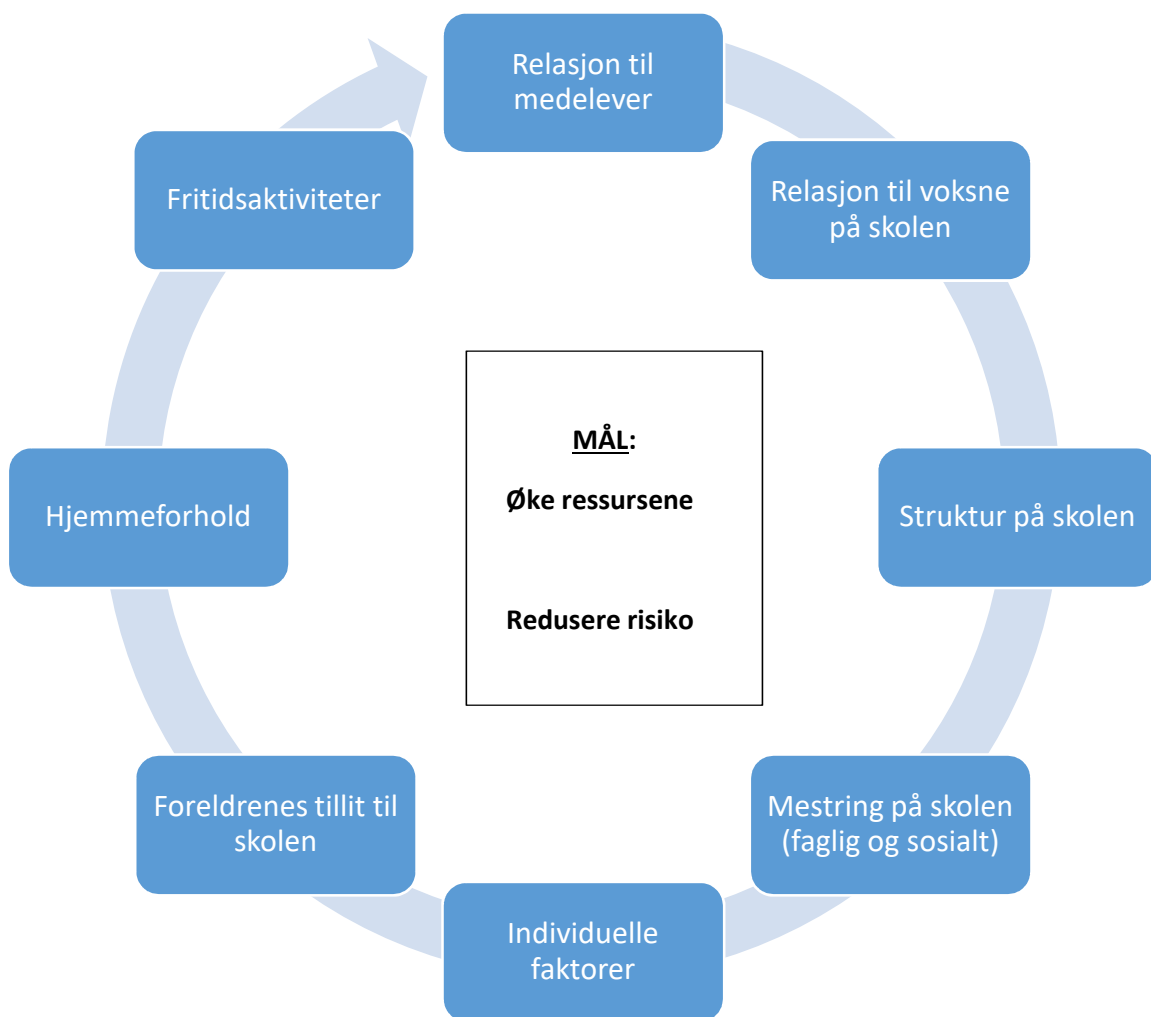 Relasjon til
medelever
Relasjon til voksne
på skolen
Struktur på skolen
Mestring på skolen
(faglig og sosialt)
Individuelle
faktorer
Foreldrenes tillit til
skolen
Hjemmeforhold
Fritidsaktiviteter
MÅL:
Øke ressursene
Redusere risiko